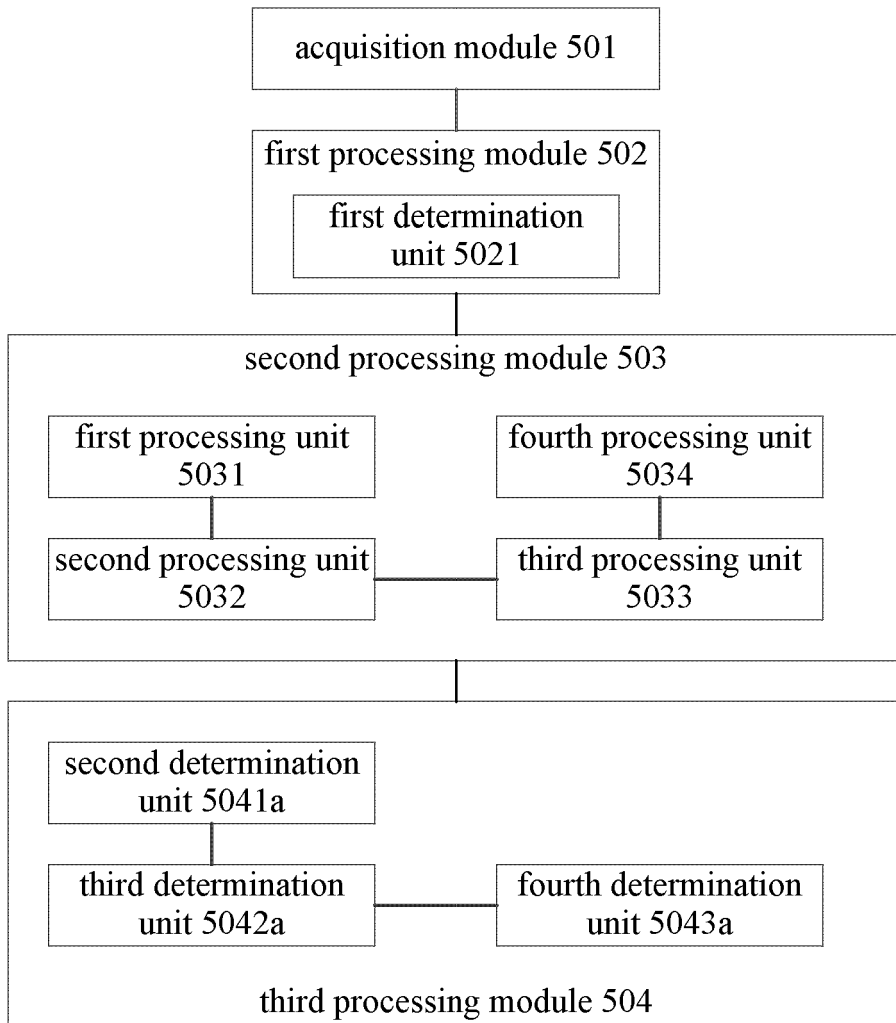 acquisition module 501
first processing module 502
first determination
unit 5021
second processing module 503
first processing unit
5031
fourth processing unit
5034
second processing unit
5032
third processing unit
5033
second determination
unit 5041a
third determination
unit 5042a
fourth determination
unit 5043a
third processing module 504